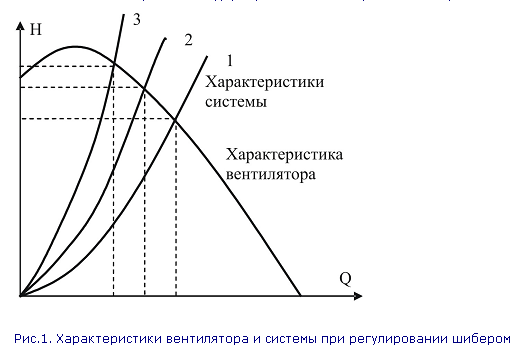 H
3
2
1
Характеристики
системы
Характеристика
вентилятора
Q
Рис.1. Характеристики вентилятора и системы при регулировании шибером